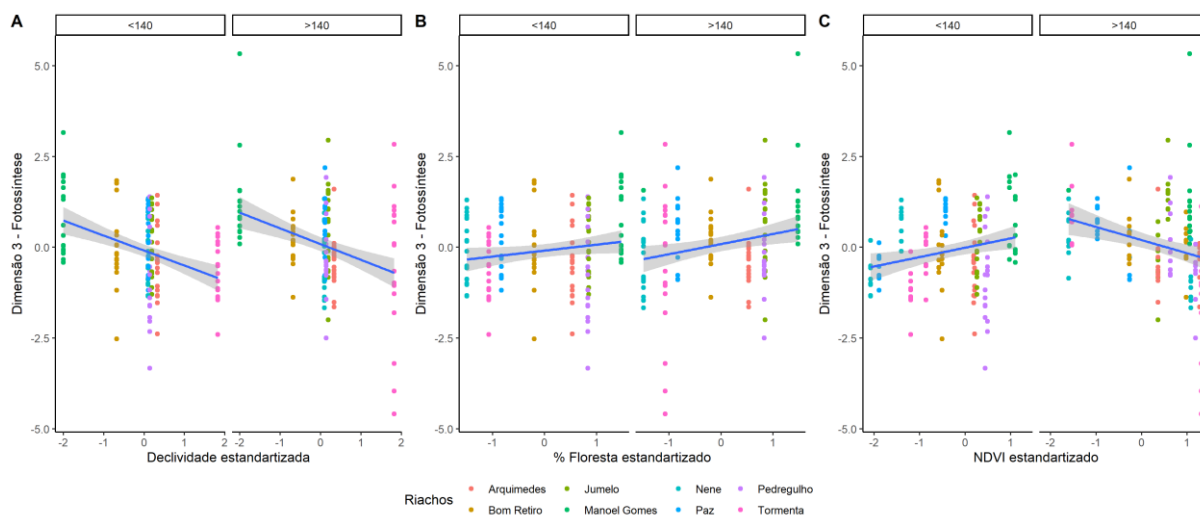 A
<140
>140
Dimensão 3 - Fotossíntese
5.0
2.5
0.0
-2.5
-5.0
-2
-1
0
1
2
-2
-1
0
1
2
Declividade estandartizada
B
<140
>140
Dimensão 3 - Fotossíntese
5.0
2.5
0.0
-2.5
-5.0
-1
0
1
-1
0
1
% Floresta estandartizado
C
<140
>140
Dimensão 3 - Fotossíntese
5.0
2.5
0.0
-2.5
-5.0
-2
-1
0
1
-2
-1
0
1
NDVI estandartizado
Riachos
Arquimedes
Bom Retiro
Jumelo
Manoel Gomes
Nene
Paz
Pedregulho
Tormenta